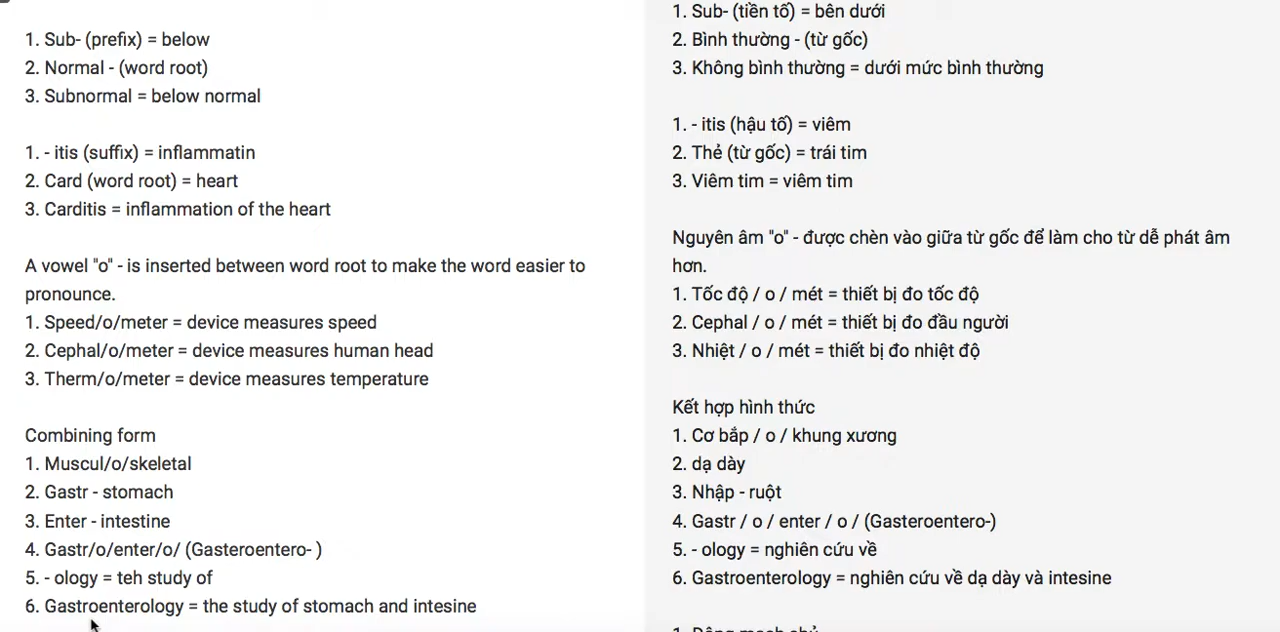 1. Sub- (prefix) = below
2. Normal - (word root)
3. Subnormal = below normal
1. - itis (suffix) = inflammatin
2. Card (word root) = heart
3. Carditis = inflammation of the heart
A vowel "o" - is inserted between word root to make the word easier to
pronounce.
1. Speed/o/meter = device measures speed
2. Cephal/o/meter = device measures human head
3. Therm/o/meter = device measures temperature
Combining form
1. Muscul/o/skeletal
2. Gastr - stomach
3. Enter - intestine
4. Gastr/o/enter/o/ (Gasteroentero- )
5. - ology = teh study of
6. Gastroenterology = the study of stomach and intesine
1. Sub- (tiền tố) = bên dưới
2. Bình thường - (từ gốc)
3. Không bình thường = dưới mức bình thường
1. - itis (hậu tố) = viêm
2. Thẻ (từ gốc) = trái tim
3. Viêm tim = viêm tim
Nguyên âm "o" - được chèn vào giữa từ gốc để làm cho từ dễ phát âm
hơn.
1. Tốc độ / o / mét = thiết bị đo tốc độ
2. Cephal / o / mét = thiết bị đo đầu người
3. Nhiệt / o / mét = thiết bị đo nhiệt độ
Kết hợp hình thức
1. Cơ bắp / o / khung xương
2. dạ dày
3. Nhập - ruột
4. Gastr / o / enter / o / (Gasteroentero-)
5. - ology = nghiên cứu về
6. Gastroenterology = nghiên cứu về dạ dày và intesine